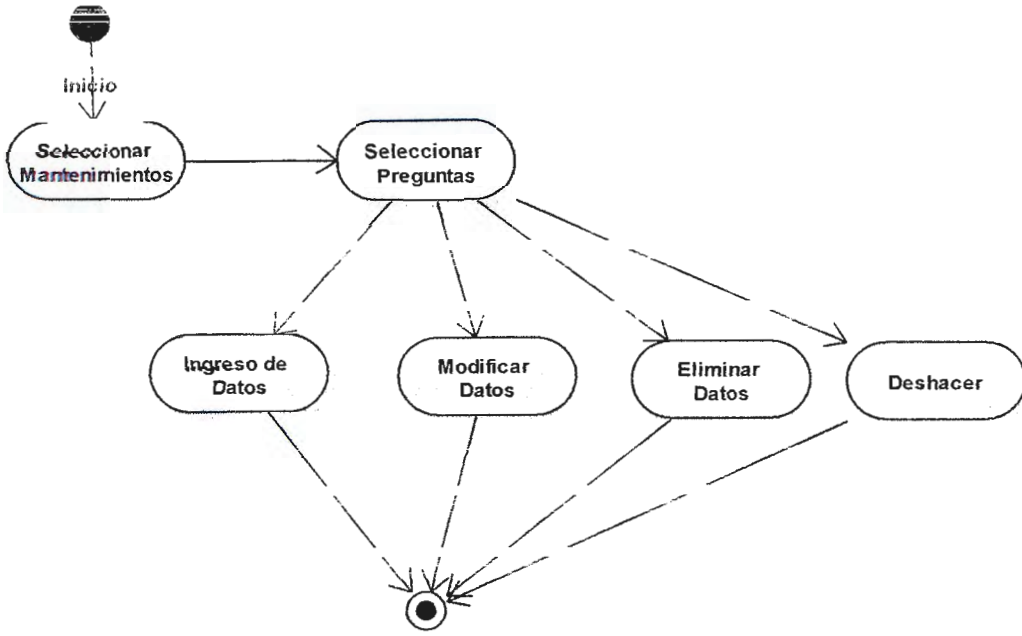 Inicio
Seleccionar
Mantenimientos
Seleccionar
Preguntas
Ingreso de
Datos
Modificar
Datos
Eliminar
Datos
Deshacer